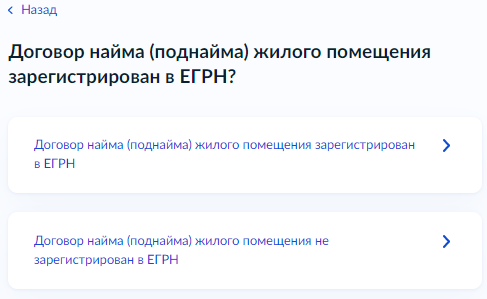 Назад
Договор найма (поднайма) жилого помещения
зарегистрирован в ЕГРН?
Договор найма (поднайма) жилого помещения зарегистрирован
в ЕГРН
Договор найма (поднайма) жилого помещения не
зарегистрирован в ЕГРН